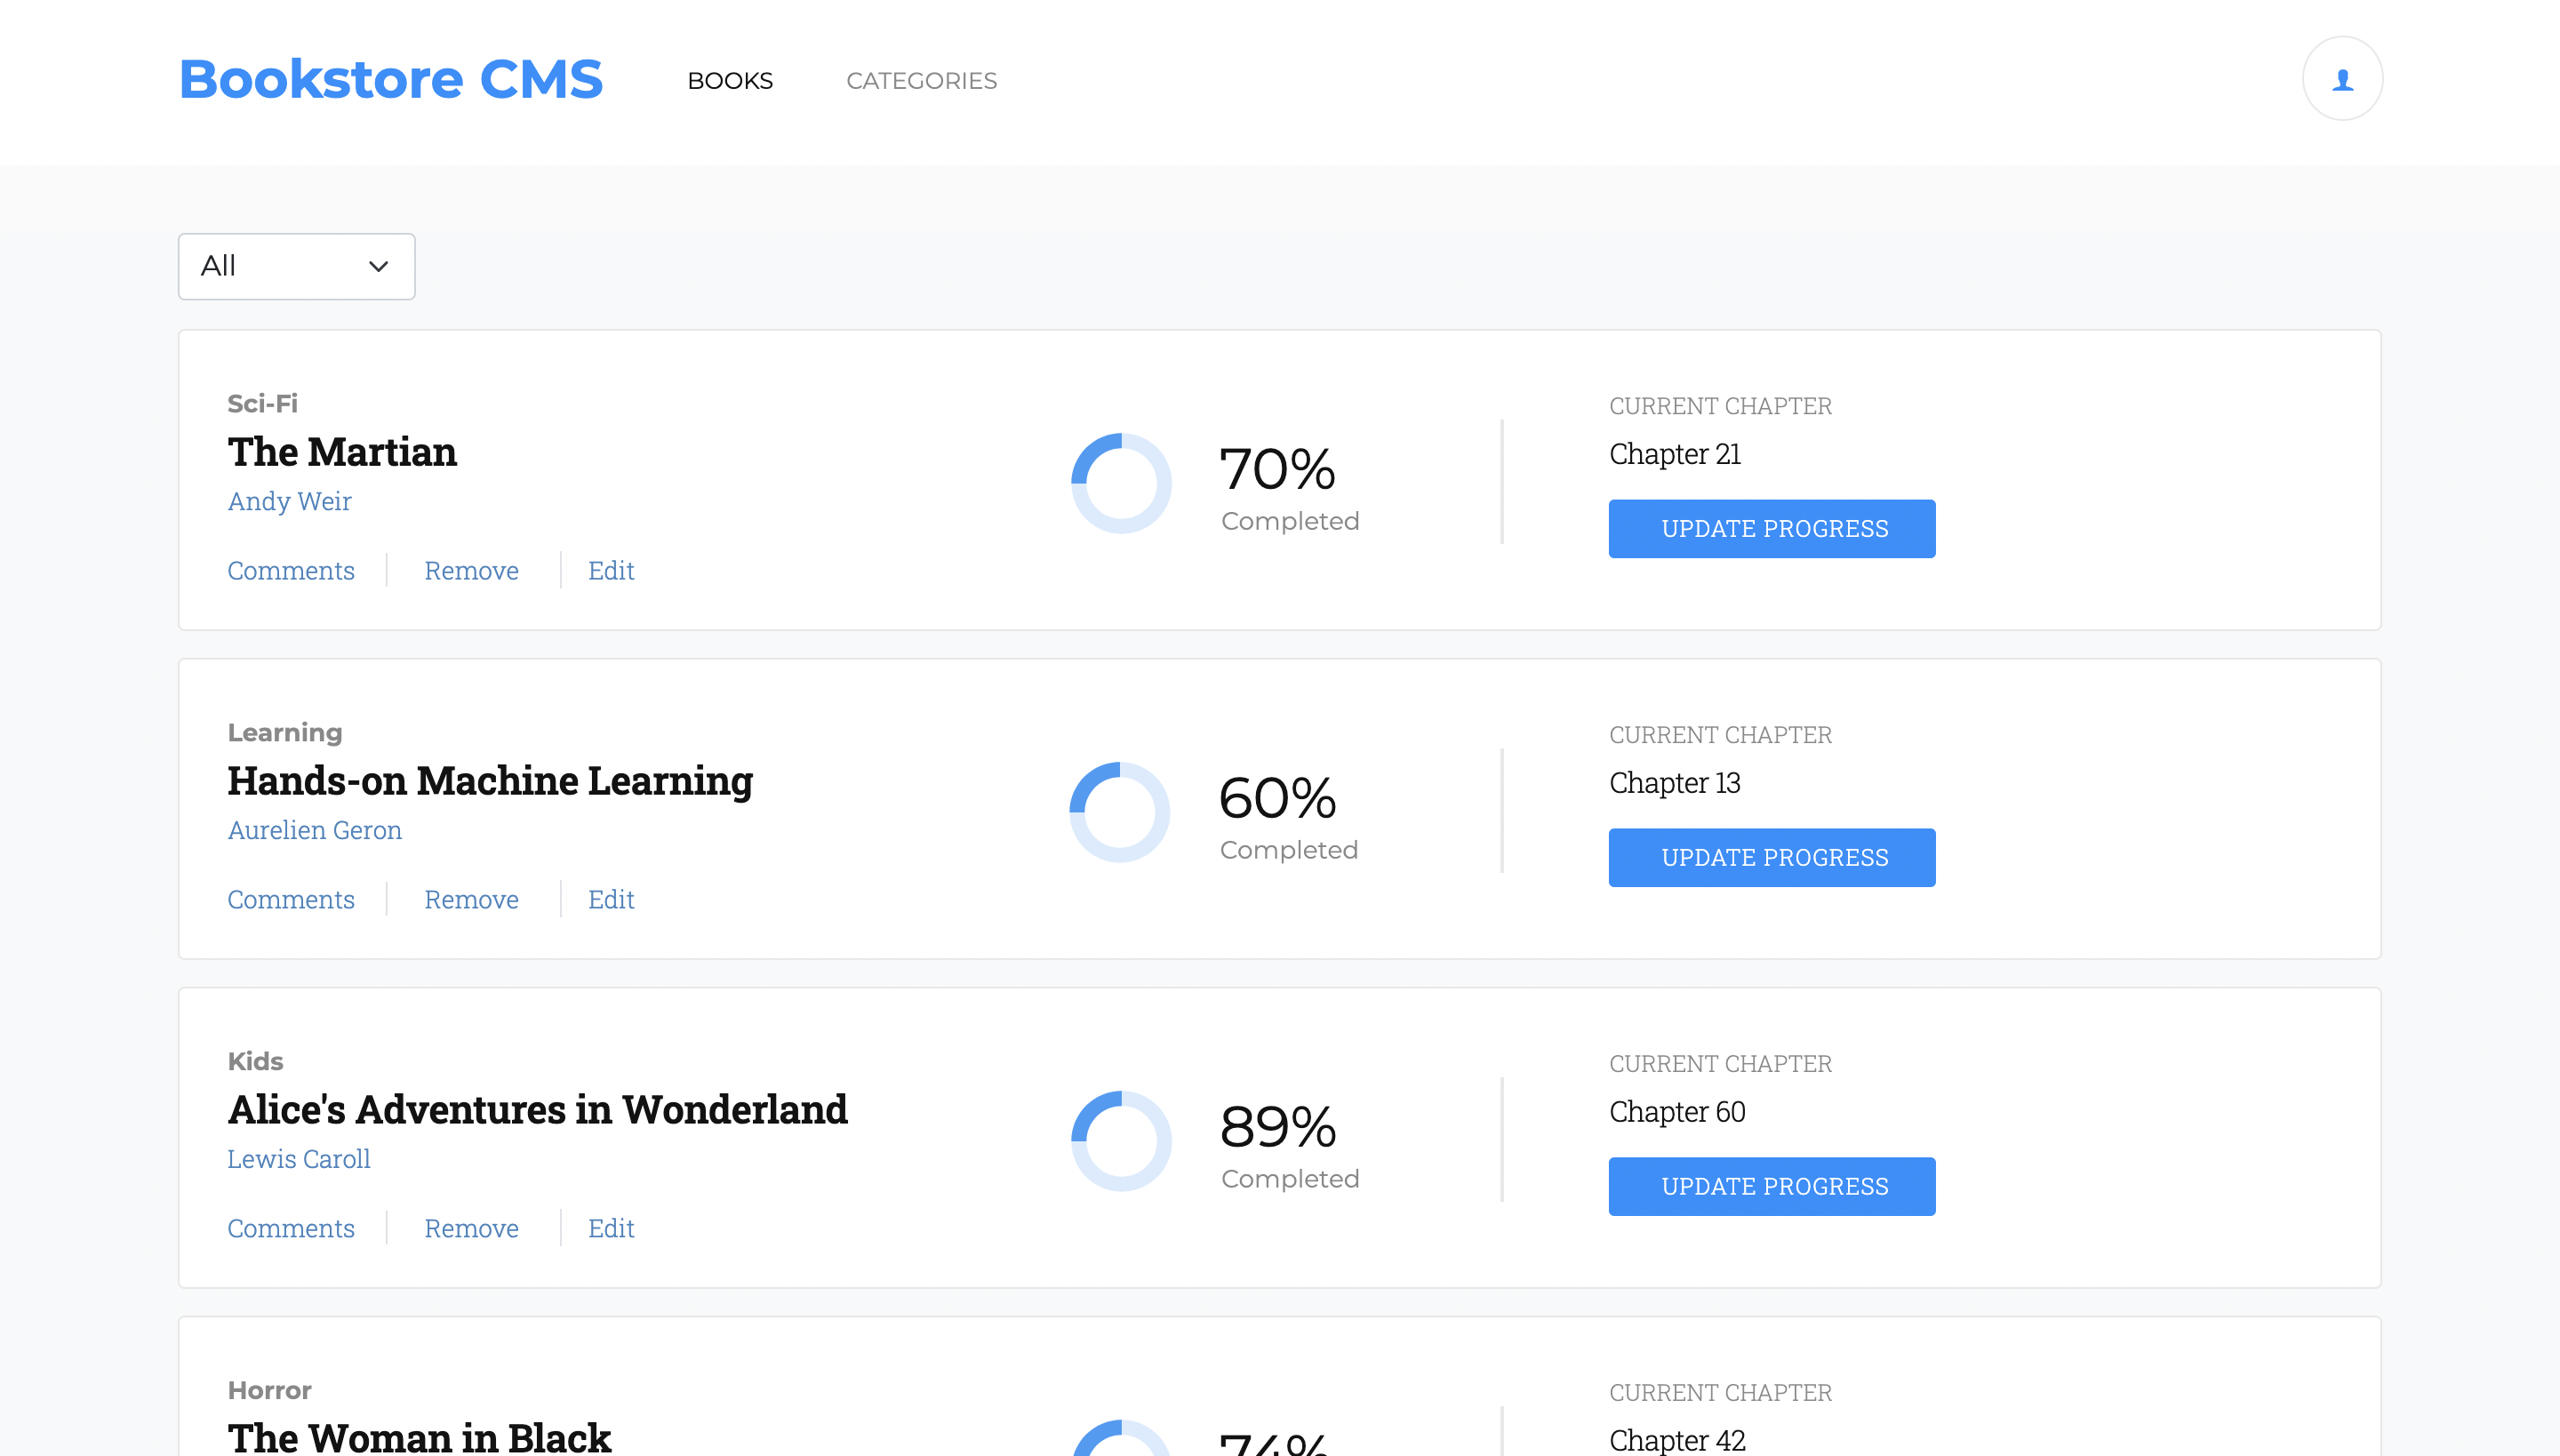 Bookstore CMS BOOKS CATEGORIES
All
Sci-Fi
The Martian
Andy Weir
Comments Remove Edit
70%
Completed
CURRENT CHAPTER
Chapter 21
UPDATE PROGRESS
Learning
Hands-on Machine Learning
Aurelien Geron
Comments Remove Edit
60%
Completed
CURRENT CHAPTER
Chapter 13
UPDATE PROGRESS
Kids
Alice's Adventures in Wonderland
Lewis Caroll
Comments Remove Edit
89%
Completed
CURRENT CHAPTER
Chapter 60
UPDATE PROGRESS
Horror
The Woman in Black
74%
CURRENT CHAPTER
Chapter 42